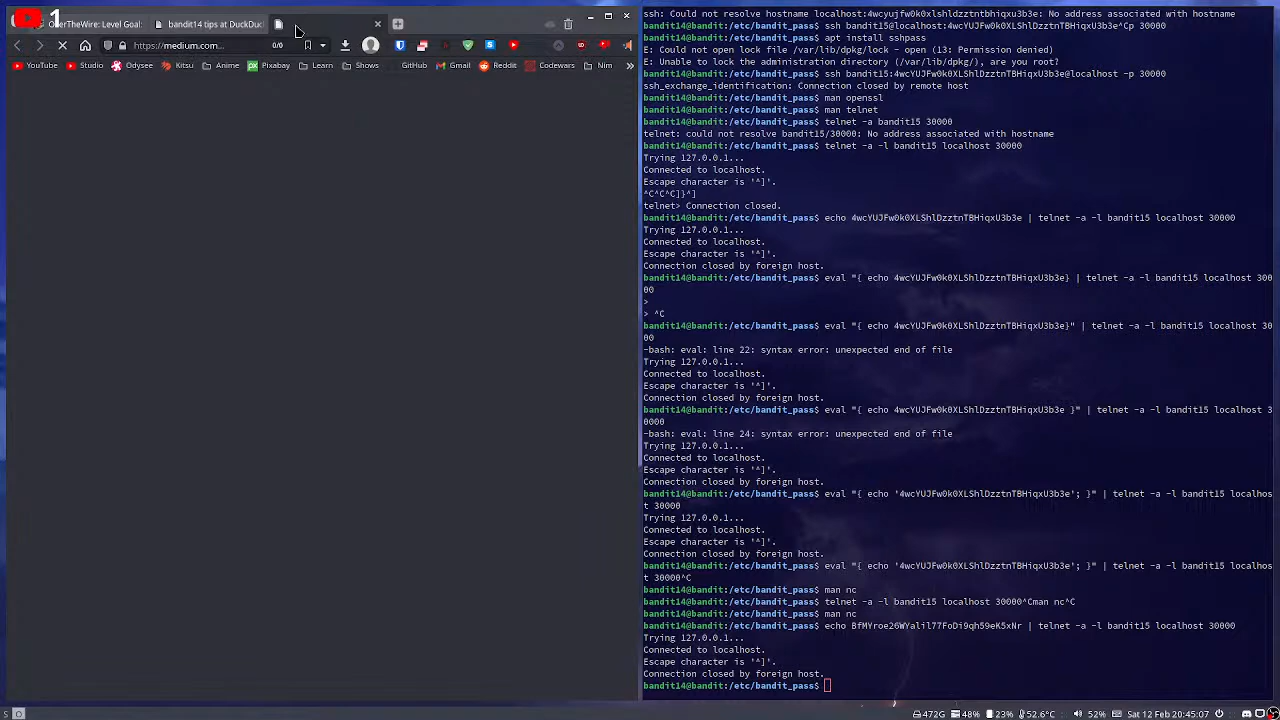 1
erTheWire: Level Goal:
bandit14 tips at DuckDuc
https://medium.com...
0/0
YouTube
Studio
Odysee
Kitsu
Anime
px Pixabay
Learn
Shows
GitHub
Gmail
Reddit
Codewars
Nim
»
ssh: Could not resolve hostname localhost:4wcyujfw0k0xlshldzztntbhiqxu3b3e: No address associated with hostname
bandit14@bandit:/etc/bandit_pass$ ssh bandit15@localhost:4wcYUJFw0k0XLShlDzztnTBHiqxU3b3e^Cp 30000
bandit14@bandit:/etc/bandit_pass$ apt install sshpass
E: Could not open lock file /var/lib/dpkg/lock - open (13: Permission denied)
E: Unable to lock the administration directory (/var/lib/dpkg/), are you root?
bandit14@bandit:/etc/bandit_pass$ ssh bandit15:4wcYUJFw0k0XLShlDzztnTBHiqxU3b3e@localhost -p 30000
ssh_exchange_identification: Connection closed by remote host
bandit14@bandit:/etc/bandit_pass$ man openssl
bandit14@bandit:/etc/bandit_pass$ man telnet
bandit14@bandit:/etc/bandit_pass$ telnet -a bandit15 30000
telnet: could not resolve bandit15/30000: No address associated with hostname
bandit14@bandit:/etc/bandit_pass$ telnet -a -l bandit15 localhost 30000
Trying 127.0.0.1...
Connected to localhost.
Escape character is '^]'.
^C^C^C]}^]
telnet> Connection closed.
bandit14@bandit:/etc/bandit_pass$ echo 4wcYUJFw0k0XLShlDzztnTBHiqxU3b3e | telnet -a -l bandit15 localhost 30000
Trying 127.0.0.1...
Connected to localhost.
Escape character is '^]'.
Connection closed by foreign host.
bandit14@bandit:/etc/bandit_pass$ eval "{ echo 4wcYUJFw0k0XLShlDzztnTBHiqxU3b3e} | telnet -a -l bandit15 localhost 300
00
>
> ^C
bandit14@bandit:/etc/bandit_pass$ eval "{ echo 4wcYUJFw0k0XLShlDzztnTBHiqxU3b3e}" | telnet -a -l bandit15 localhost 30
00
-bash: eval: line 22: syntax error: unexpected end of file
Trying 127.0.0.1...
Connected to localhost.
Escape character is '^]'.
Connection closed by foreign host.
bandit14@bandit:/etc/bandit_pass$ eval "{ echo 4wcYUJFw0k0XLShlDzztnTBHiqxU3b3e }" | telnet -a -l bandit15 localhost 3
0000
-bash: eval: line 24: syntax error: unexpected end of file
Trying 127.0.0.1...
Connected to localhost.
Escape character is '^]'.
Connection closed by foreign host.
bandit14@bandit:/etc/bandit_pass$ eval "{ echo '4wcYUJFw0k0XLShlDzztnTBHiqxU3b3e'; }" | telnet -a -l bandit15 localhos
t 30000
Trying 127.0.0.1...
Connected to localhost.
Escape character is '^]'.
Connection closed by foreign host.
bandit14@bandit:/etc/bandit_pass$ eval "{ echo '4wcYUJFw0k0XLShlDzztnTBHiqxU3b3e'; }" | telnet -a -l bandit15 localhos
t 30000^C
bandit14@bandit:/etc/bandit_pass$ man nc
bandit14@bandit:/etc/bandit_pass$ telnet -a -l bandit15 localhost 30000^Cman nc^C
bandit14@bandit:/etc/bandit_pass$ man nc
bandit14@bandit:/etc/bandit_pass$ echo BfMYroe26WYalil77FoDi9qh59eK5xNr | telnet -a -l bandit15 localhost 30000
Trying 127.0.0.1...
Connected to localhost.
Escape character is '^]'.
Connection closed by foreign host.
bandit14@bandit:/etc/bandit_pass$
S
472G
48%
23%
52.6°C
52%
Sat 12 Feb 20:45:07